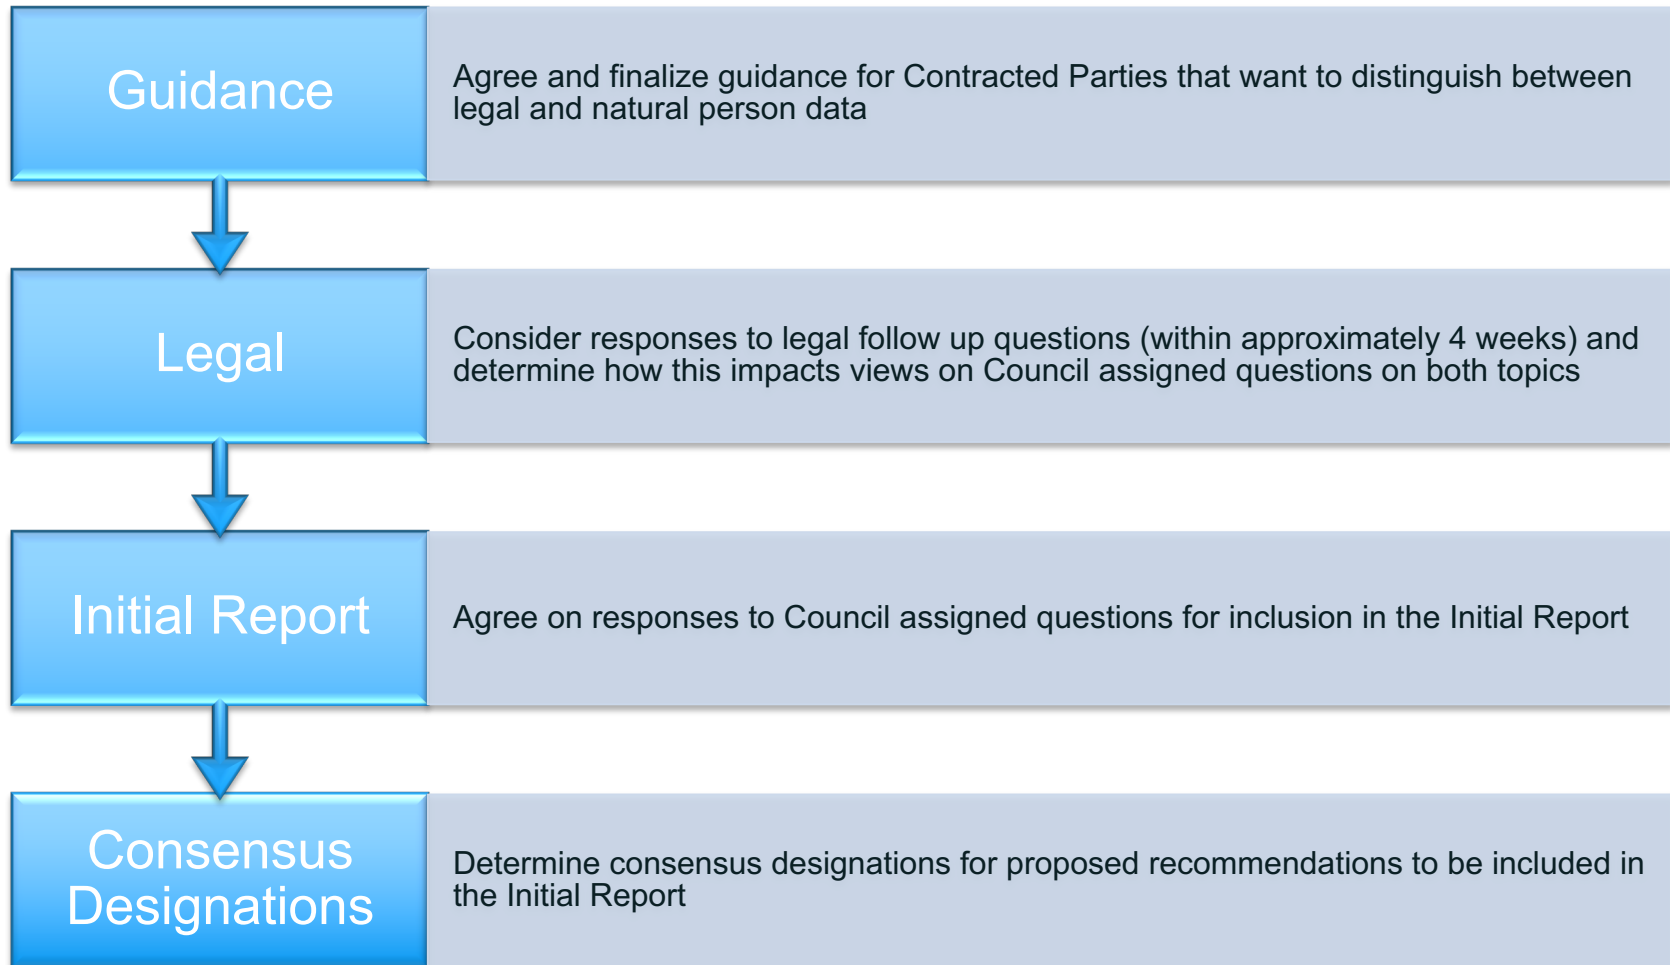 Guidance
Agree and finalize guidance for Contracted Parties that want to distinguish between
legal and natural person data
Legal
Consider responses to legal follow up questions (within approximately 4 weeks) and
determine how this impacts views on Council assigned questions on both topics
Initial Report
Agree on responses to Council assigned questions for inclusion in the Initial Report
Consensus
Designations
Determine consensus designations for proposed recommendations to be included in
the Initial Report